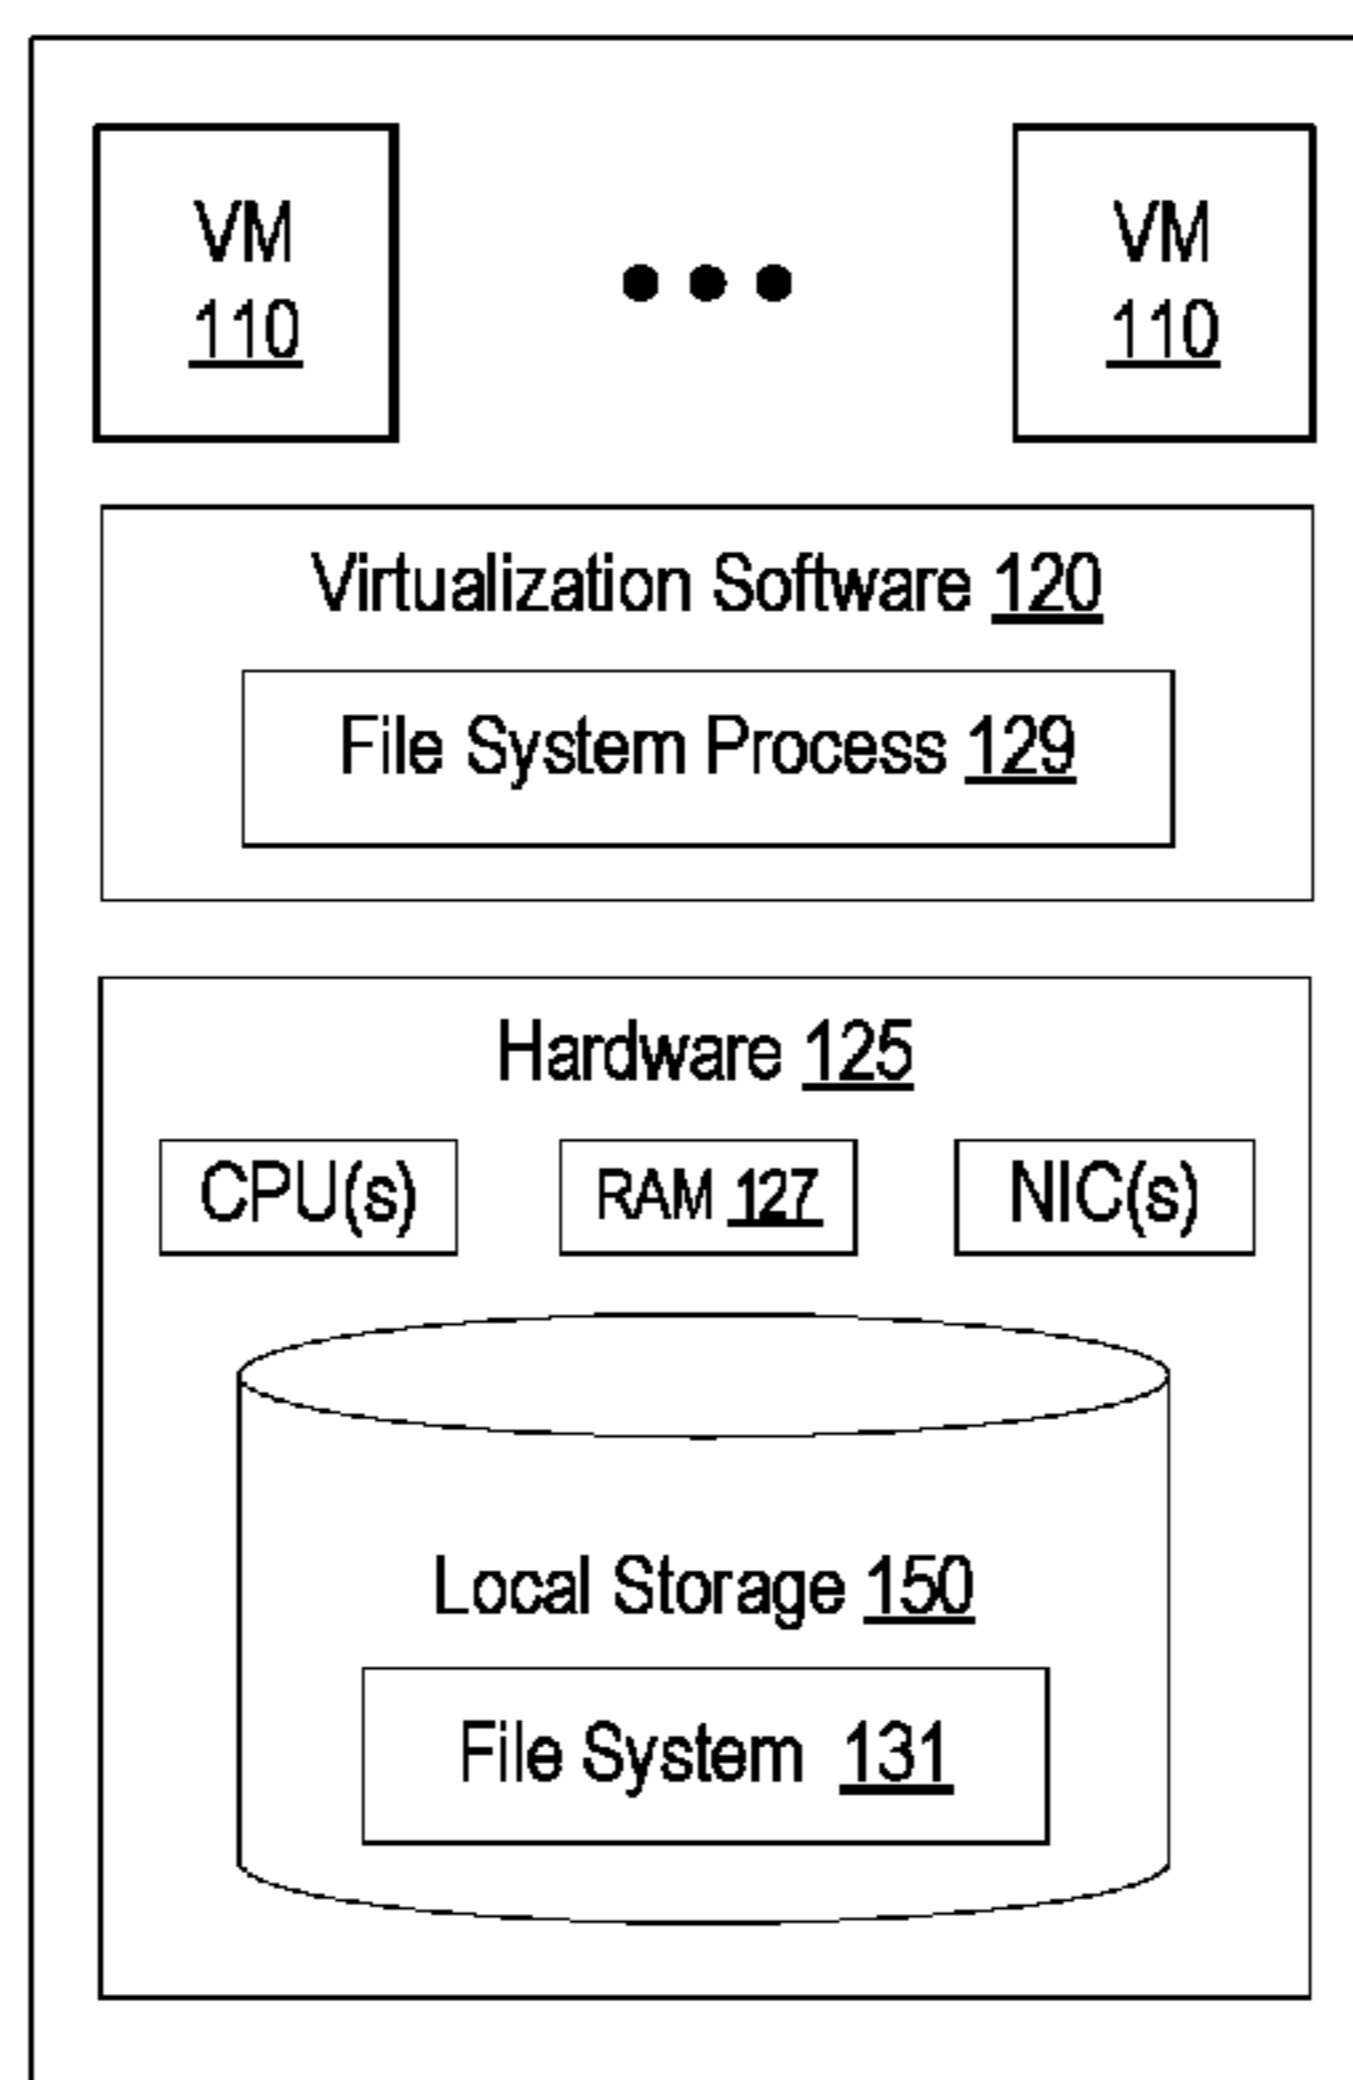 VM
110
VM
110
Virtualization Software 120
File System Process 129
Hardware 125
CPU(s)
RAM 127
NIC(s)
Local Storage 150
File System 131